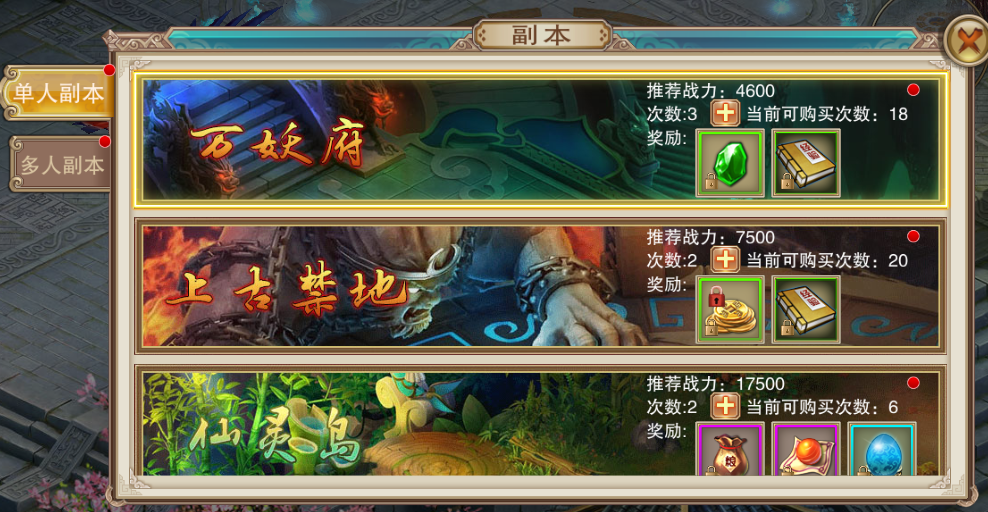 副本
单人副本
多人副本
万妖府
推荐战力：4600
次数:3 当前可购买次数：18
奖励:
上古禁地
推荐战力：7500
次数:2 当前可购买次数：20
奖励:
仙灵岛
推荐战力：17500
次数:2 当前可购买次数：6
奖励: